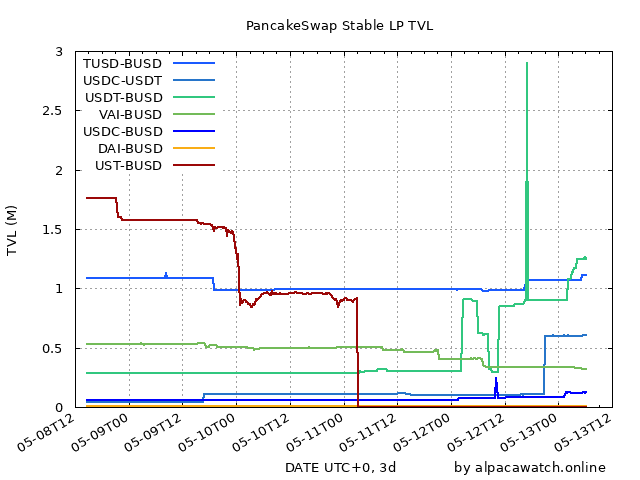 PancakeSwap Stable LP TVL
3
2.5
2
1.5
1
0.5
0
TVL (M)
TUSD-BUSD
USDC-USDT
USDT-BUSD
VAI-BUSD
USDC-BUSD
DAI-BUSD
UST-BUSD
05-08T12
05-09T00
05-09T12
05-10T00
05-10T12
05-11T00
05-11T12
05-12T00
05-12T12
05-13T00
05-13T12
DATE UTC+0, 3d
by alpacawatch.online